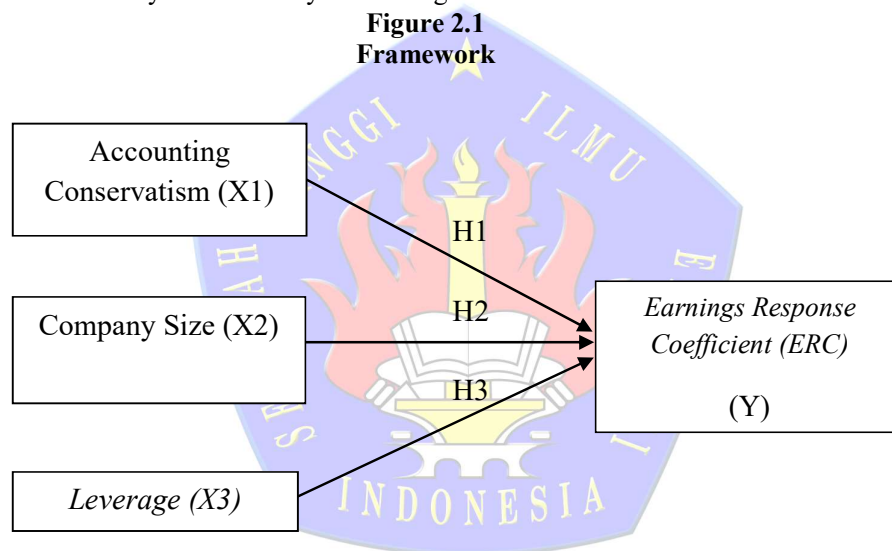 Figure 2.1
Framework
ILMU
Accounting
Conservatism (X1)
H1
Company Size (X2)
H2
Earnings Response
Coefficient (ERC)
(Y)
H3
Leverage (X3)
INDONESIA